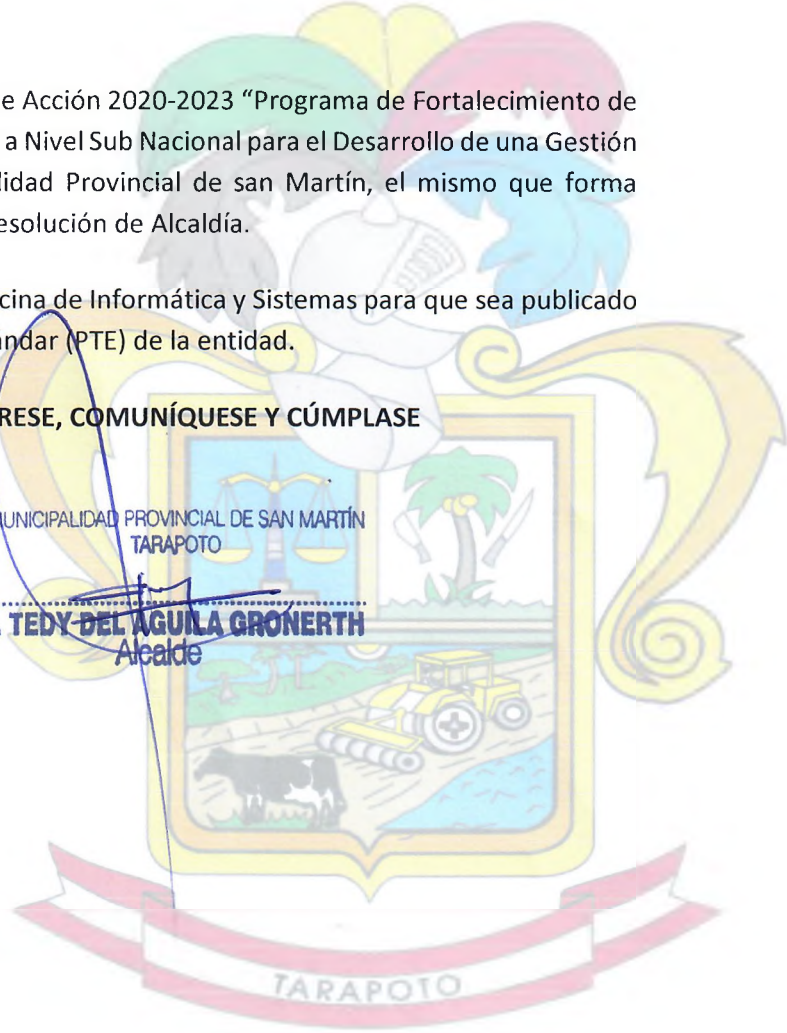 e Acción 2020-2023 “Programa de Fortalecimiento de
a Nivel Sub Nacional para el Desarrollo de una Gestión
lidad Provincial de san Martín, el mismo que forma
esolución de Alcaldía.
cina de Informática y Sistemas para que sea publicado
ándar (PTE) de la entidad.
RESE, COMUNÍQUESE Y CÚMPLASE
UNICIPALIDAD PROVINCIAL DE SAN MARTÍN
TARAPOTO
TEDY DEL AGUILA GRONERTH
Alcalde
TARAPOTO